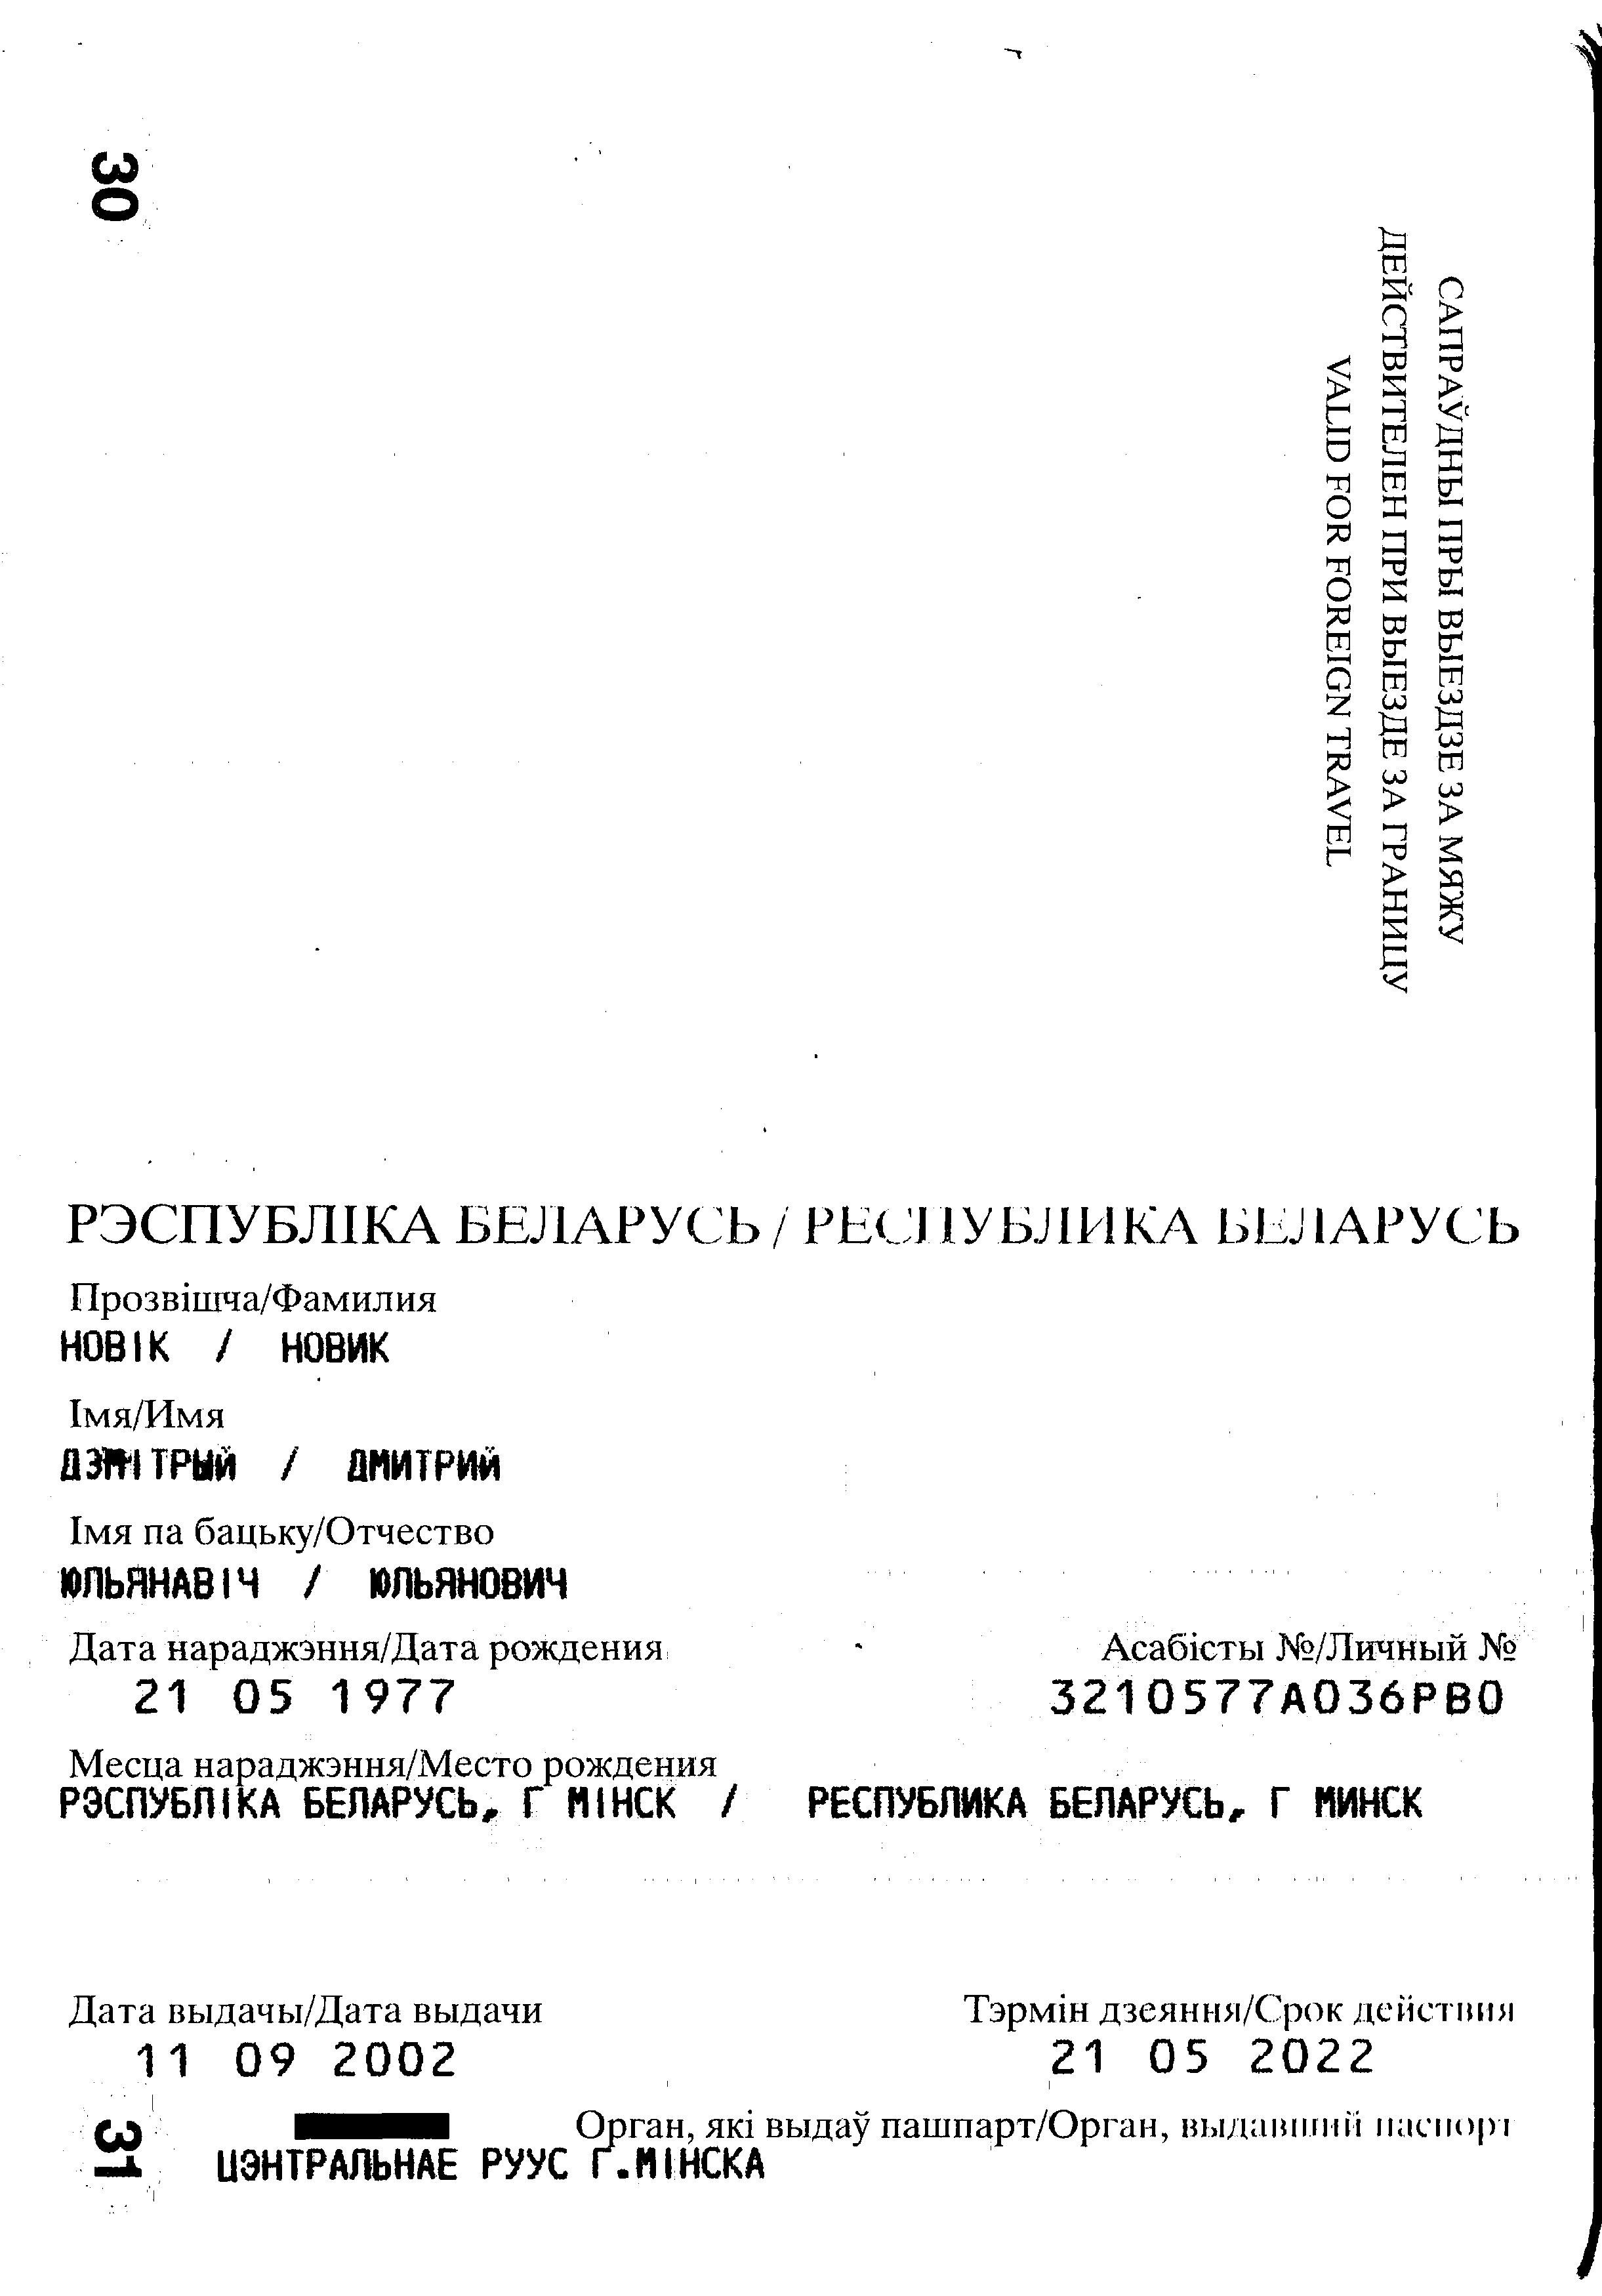 30
САПРАЎДНЫ ПРЫ ВЫЕЗДЗЕ ЗА МЯЖУ
ДЕЙСТВИТЕЛЕН ПРИ ВЫЕЗДЕ ЗА ГРАНИЦУ
VALID FOR FOREIGN TRAVEL
РЭСПУБЛІКА БЕЛАРУСЬ / РЕСПУБЛИКА БЕЛАРУСЬ
Прозвішча/Фамилия
НОВІК / НОВИК
Імя/Имя
ДЗМІТРЫЙ / ДМИТРИЙ
Імя па бацьку/Отчество
ЮЛЬЯНАВІЧ / ЮЛЬЯНОВИЧ
Дата нараджэння/Дата рождения Асабісты №/Личный №
21 05 1977 3210577A036PB0
Месца нараджэння/Место рождения
РЭСПУБЛІКА БЕЛАРУСЬ, Г МІНСК / РЕСПУБЛИКА БЕЛАРУСЬ, Г МИНСК
Дата выдачы/Дата выдачи Тэрмін дзеяння/Срок действия
11 09 2002 21 05 2022
Орган, які выдаў пашпарт/Орган, выдавший паспорт
ЦЭНТРАЛЬНАЕ РУУС Г.МІНСКА
31